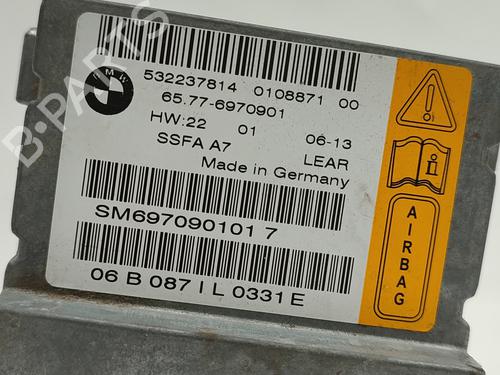 BMW
532237814 0108871 00
65.77-6970901
HW:22 01 06-13
SSFA A7 LEAR
Made in Germany
SM697090101 7
06 B 087 I L 0331 E
AIRBAG
B-PARTS